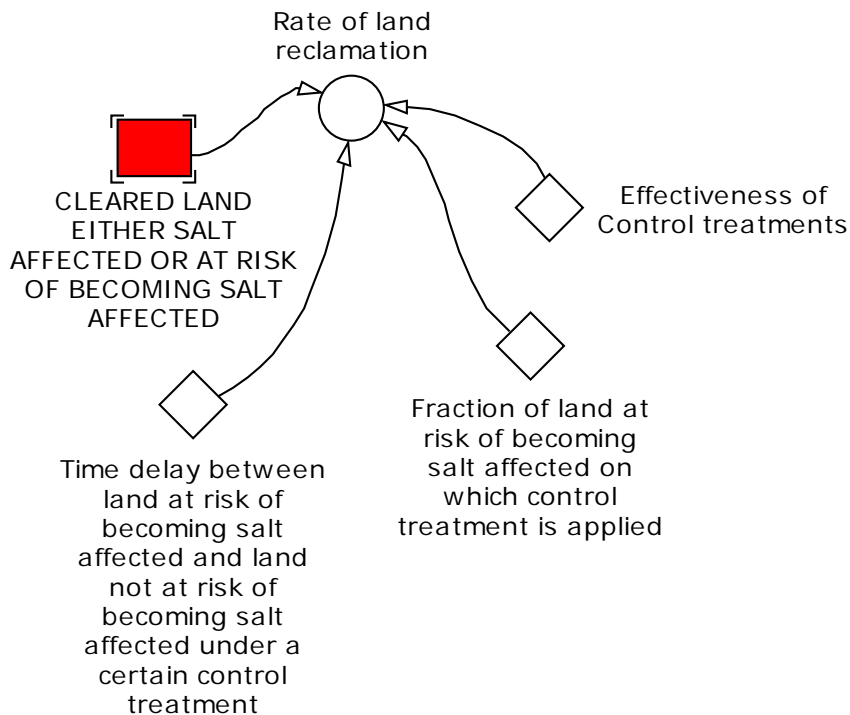 Rate of land
reclamation
CLEARED LAND
EITHER SALT
AFFECTED OR AT RISK
OF BECOMING SALT
AFFECTED
Effectiveness of
Control treatments
Fraction of land at
risk of becoming
salt affected on
which control
treatment is applied
Time delay between
land at risk of
becoming salt
affected and land
not at risk of
becoming salt
affected under a
certain control
treatment